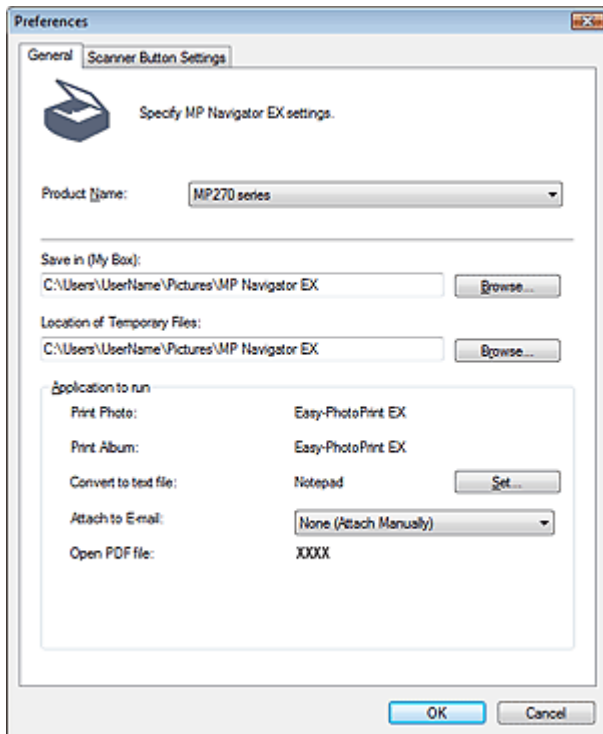 Preferences
General Scanner Button Settings
Specify MP Navigator EX settings.
Product Name: MP270 series
Save in (My Box):
C:\Users\UserName\Pictures\MP Navigator EX Browse...
Location of Temporary Files:
C:\Users\UserName\Pictures\MP Navigator EX Browse...
Application to run
Print Photo: Easy-PhotoPrint EX
Print Album: Easy-PhotoPrint EX
Convert to text file: Notepad Set...
Attach to E-mail: None (Attach Manually)
Open PDF file: XXXX
OK Cancel